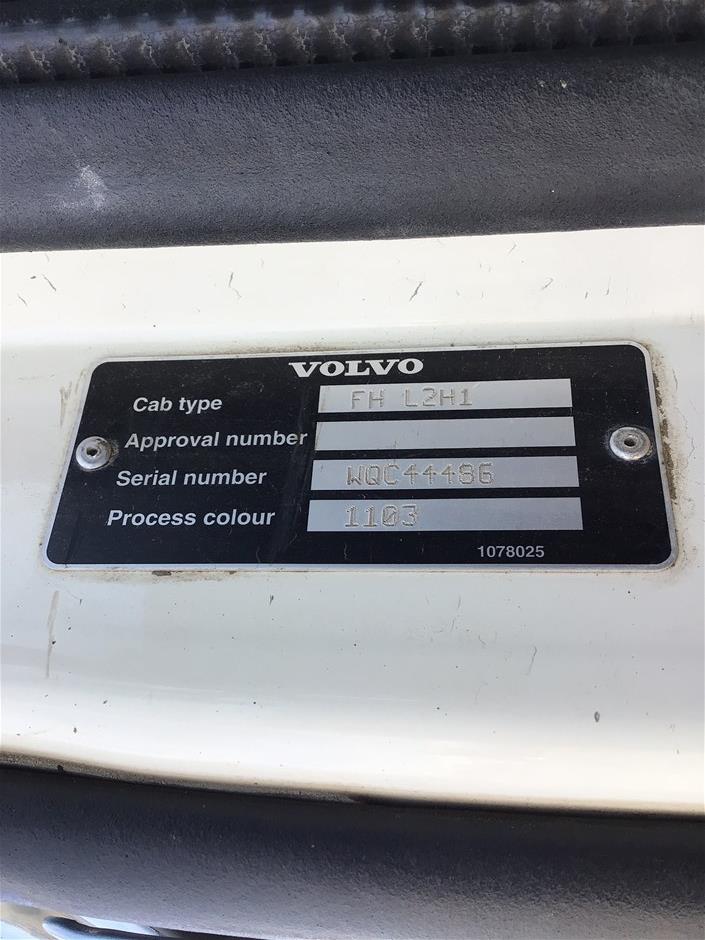 VOLVO
Cab type FH L2H1
Approval number
Serial number WQC44486
Process colour 1103
1078025